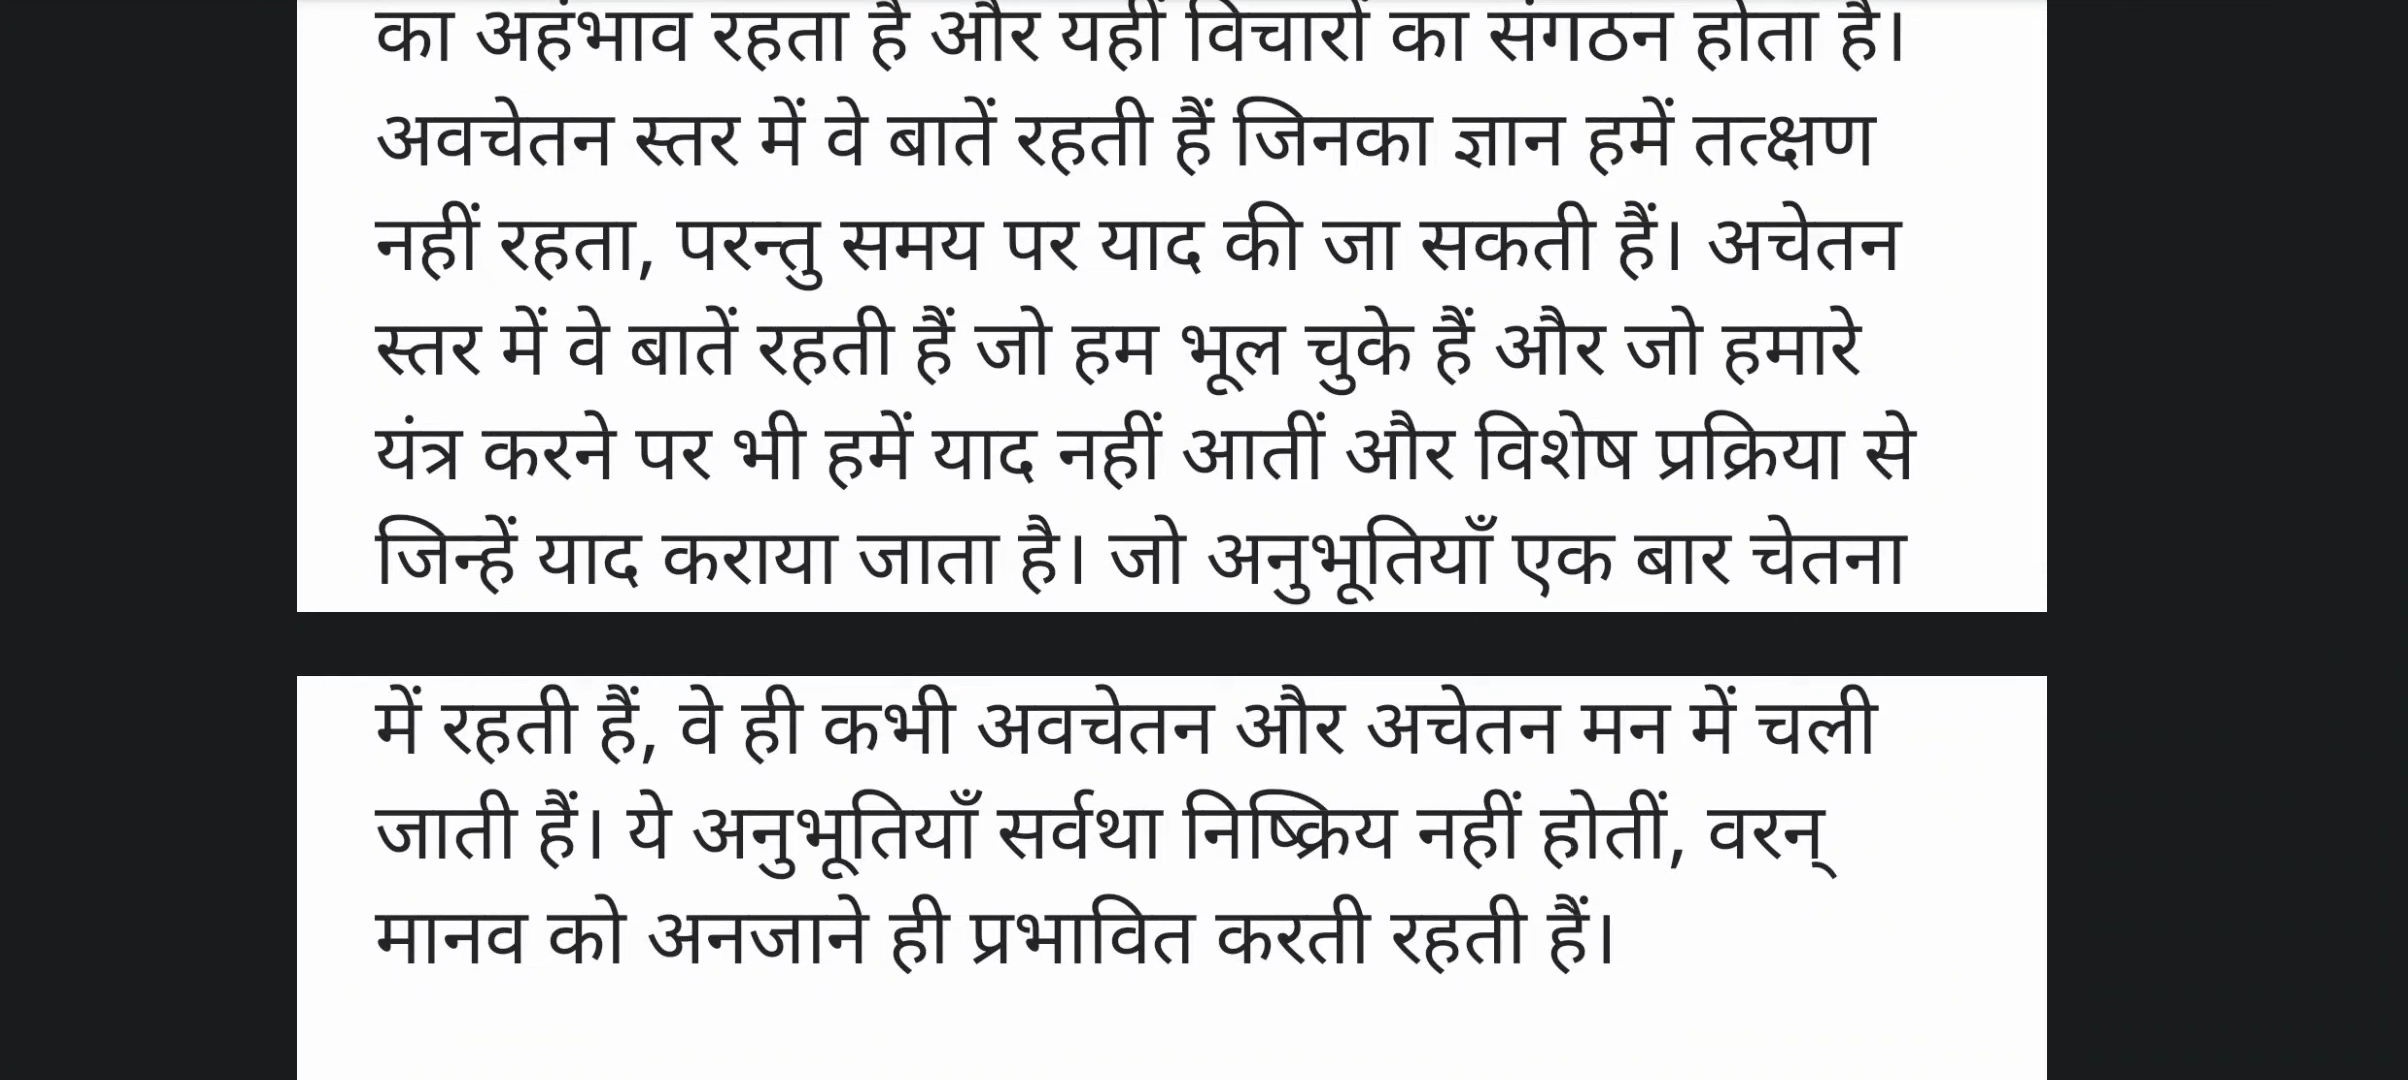 का अहंभाव रहता है और यहीं विचारों का संगठन होता है।
अवचेतन स्तर में वे बातें रहती हैं जिनका ज्ञान हमें तत्क्षण
नहीं रहता, परन्तु समय पर याद की जा सकती हैं। अचेतन
स्तर में वे बातें रहती हैं जो हम भूल चुके हैं और जो हमारे
यंत्र करने पर भी हमें याद नहीं आतीं और विशेष प्रक्रिया से
जिन्हें याद कराया जाता है। जो अनुभूतियाँ एक बार चेतना
में रहती हैं, वे ही कभी अवचेतन और अचेतन मन में चली
जाती हैं। ये अनुभूतियाँ सर्वथा निष्क्रिय नहीं होतीं, वरन्
मानव को अनजाने ही प्रभावित करती रहती हैं।